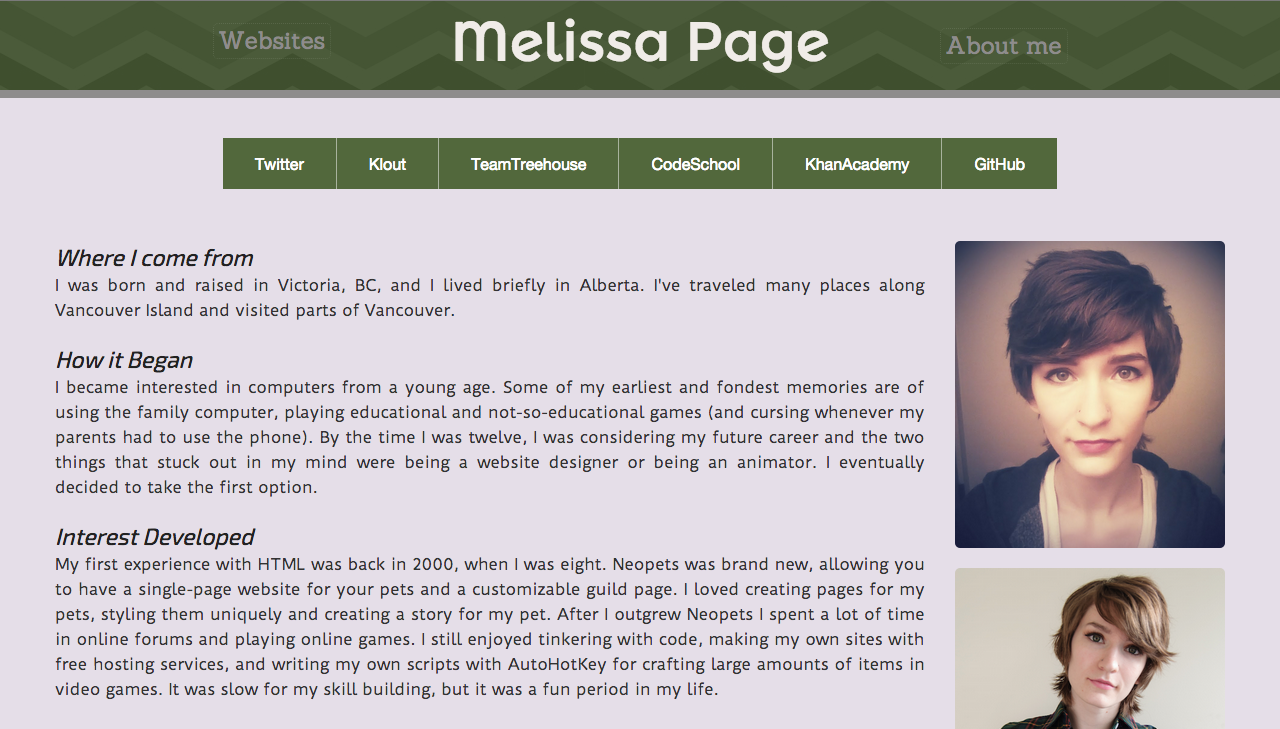 Websites
Melissa Page
About me
Twitter
Klout
TeamTreehouse
CodeSchool
KhanAcademy
GitHub
Where I come from
I was born and raised in Victoria, BC, and I lived briefly in Alberta. I've traveled many places along
Vancouver Island and visited parts of Vancouver.
How it Began
I became interested in computers from a young age. Some of my earliest and fondest memories are of
using the family computer, playing educational and not-so-educational games (and cursing whenever my
parents had to use the phone). By the time I was twelve, I was considering my future career and the two
things that stuck out in my mind were being a website designer or being an animator. I eventually
decided to take the first option.
Interest Developed
My first experience with HTML was back in 2000, when I was eight. Neopets was brand new, allowing you
to have a single-page website for your pets and a customizable guild page. I loved creating pages for my
pets, styling them uniquely and creating a story for my pet. After I outgrew Neopets I spent a lot of time
in online forums and playing online games. I still enjoyed tinkering with code, making my own sites with
free hosting services, and writing my own scripts with AutoHotKey for crafting large amounts of items in
video games. It was slow for my skill building, but it was a fun period in my life.